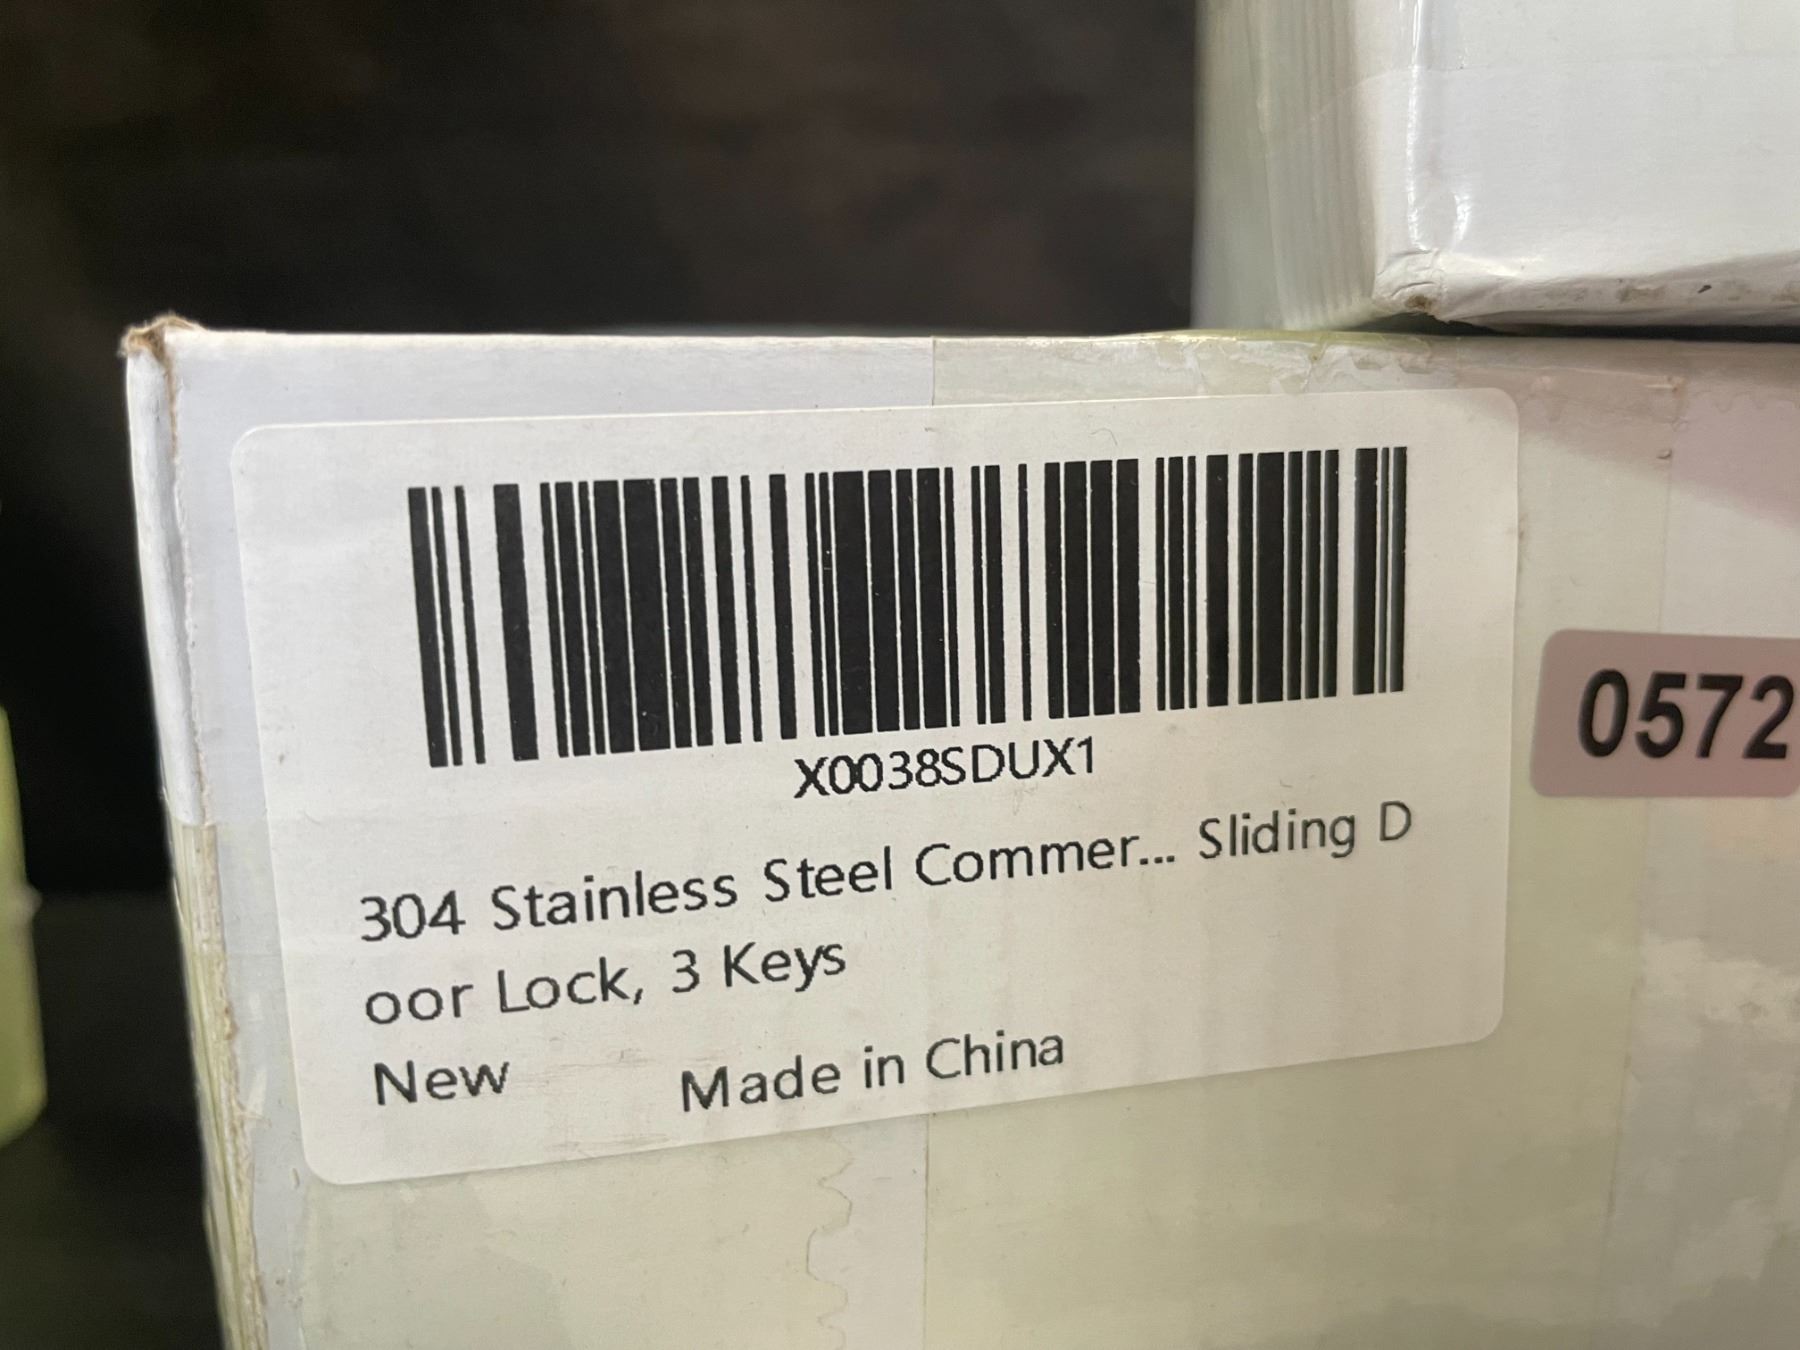 X0038SDUX1
304 Stainless Steel Commer... Sliding D
oor Lock, 3 Keys
New Made in China
0572